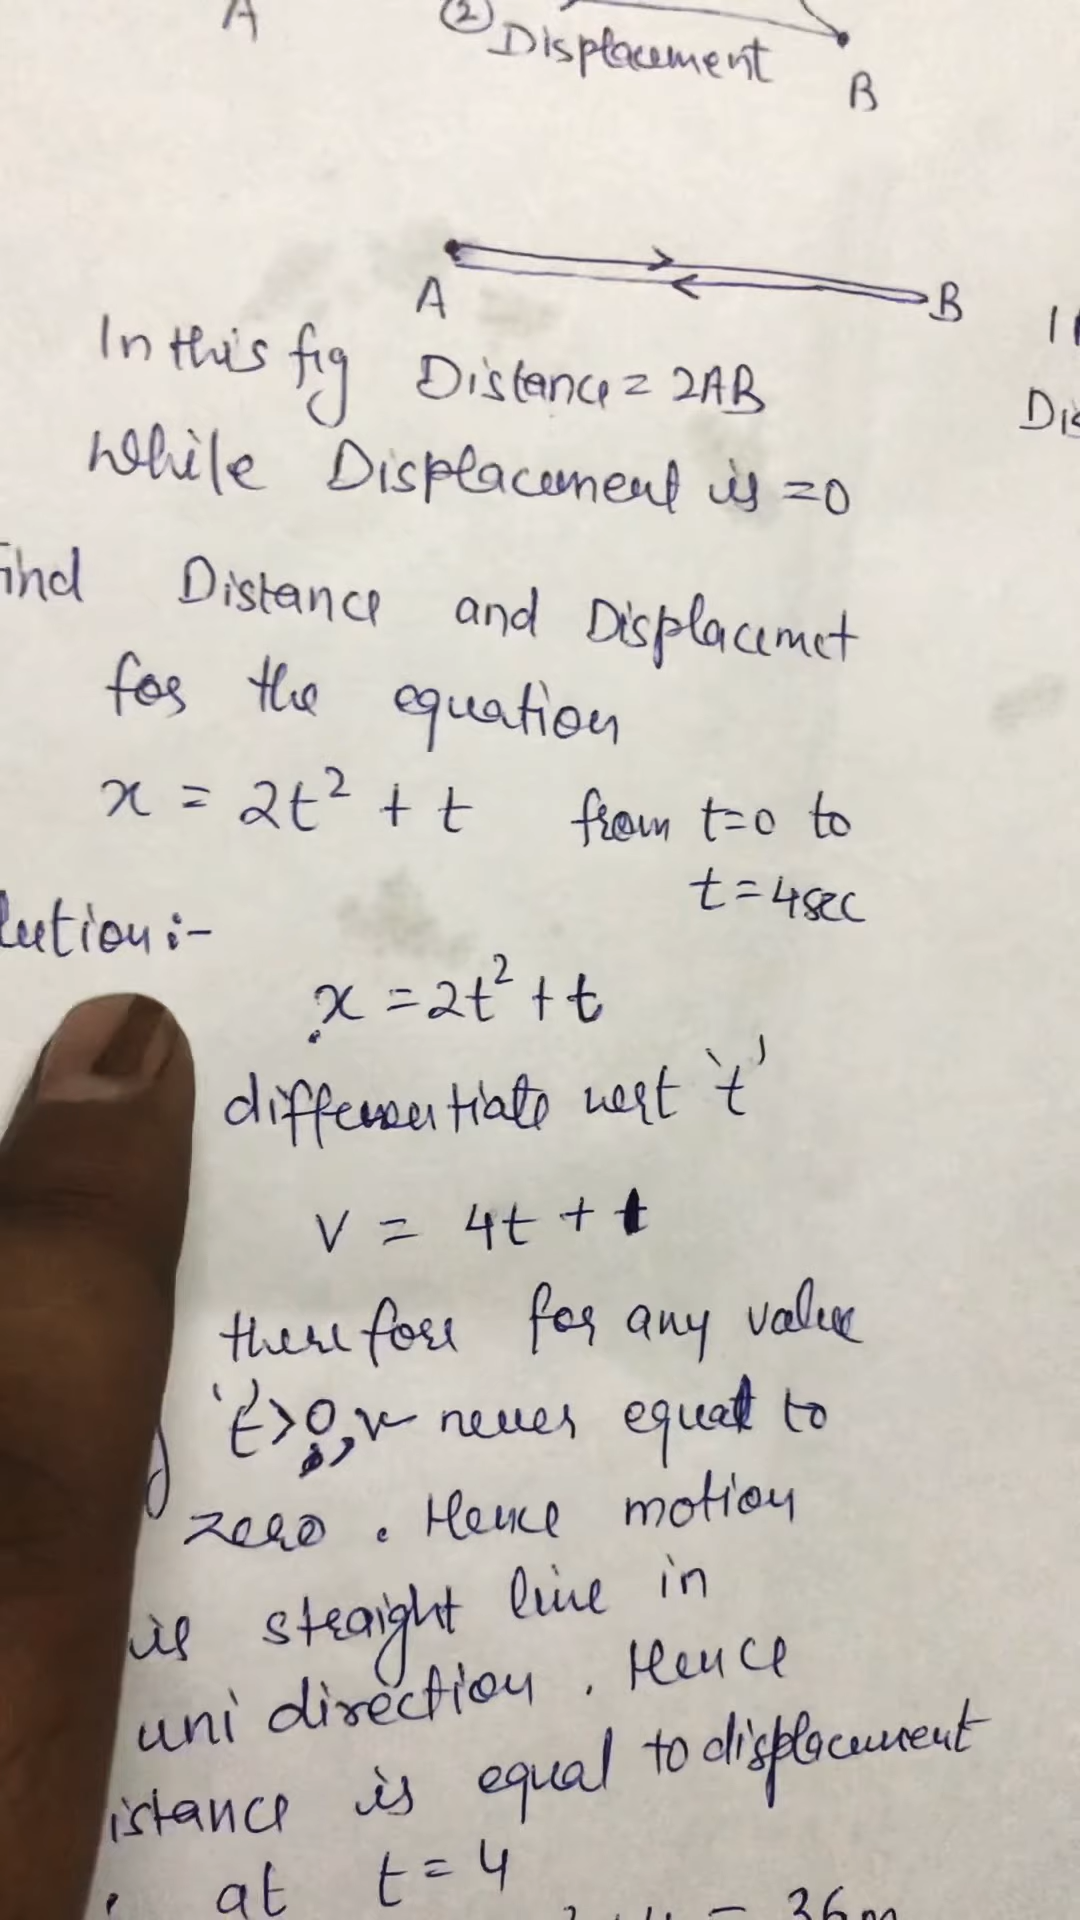 A
② Displacement
B
A
B
In this fig Distance = 2AB
While Displacement is = 0
ind Distance and Displacemet
for the equation
x = 2t² + t from t=0 to
t = 4sec
lution :-
x = 2t² + t
differentiate wrt 't'
v = 4t + 1
therefore for any value
't'>0, v never equal to
zero . Hence motion
is straight line in
uni direction . Hence
istance is equal to displacement
at t = 4
= 36m